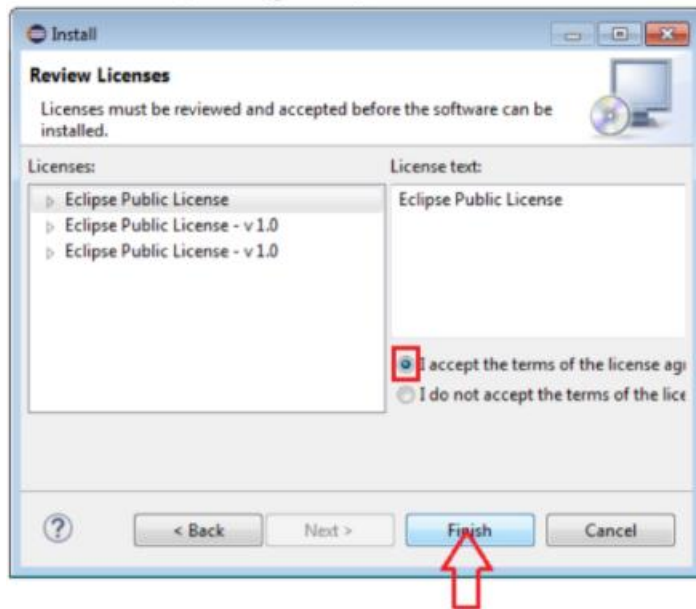 Install
Review Licenses
Licenses must be reviewed and accepted before the software can be
installed.
Licenses:
Eclipse Public License
Eclipse Public License - v 1.0
Eclipse Public License - v 1.0
License text:
Eclipse Public License
I accept the terms of the license agr
I do not accept the terms of the lice
< Back
Next >
Finish
Cancel